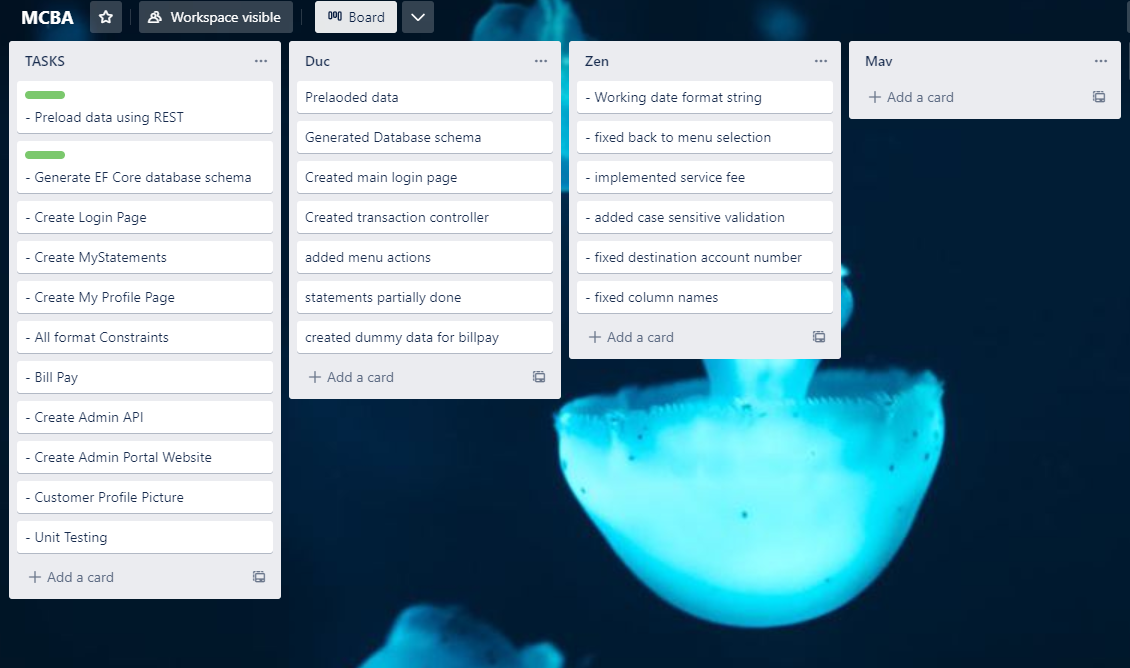 MCBA
Workspace visible
Board
TASKS
- Preload data using REST
- Generate EF Core database schema
- Create Login Page
- Create MyStatements
- Create My Profile Page
- All format Constraints
- Bill Pay
- Create Admin API
- Create Admin Portal Website
- Customer Profile Picture
- Unit Testing
+ Add a card
Duc
Prelaoded data
Generated Database schema
Created main login page
Created transaction controller
added menu actions
statements partially done
created dummy data for billpay
+ Add a card
Zen
- Working date format string
- fixed back to menu selection
- implemented service fee
- added case sensitive validation
- fixed destination account number
- fixed column names
+ Add a card
Mav
+ Add a card